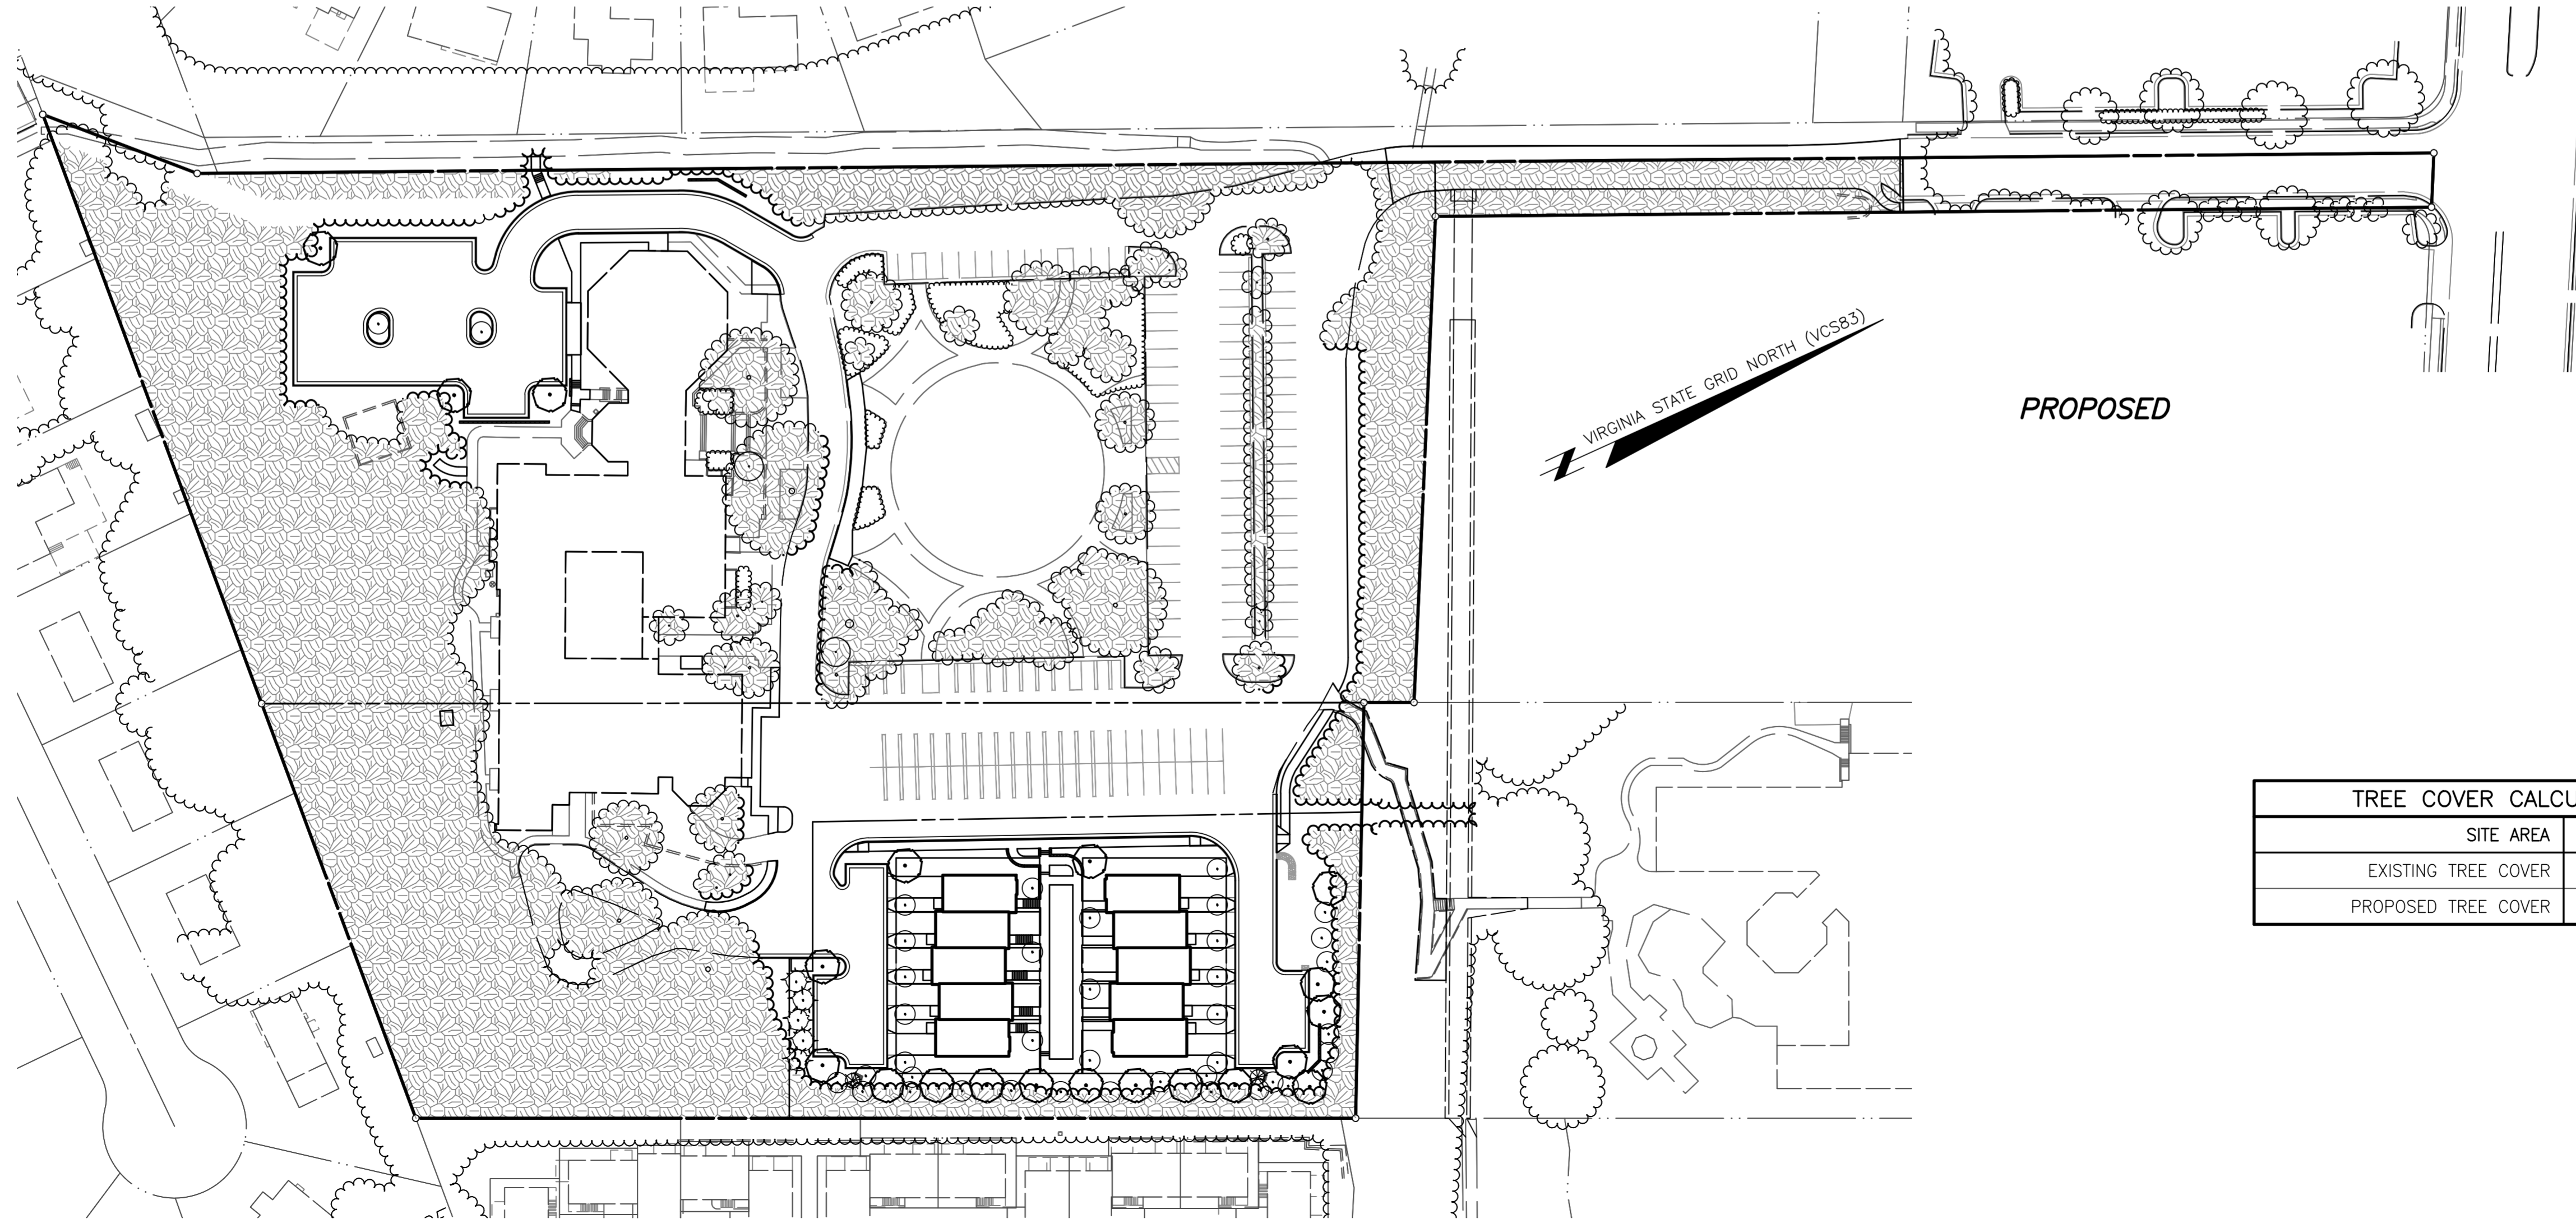 VIRGINIA STATE GRID NORTH (VCS83)
PROPOSED
TREE COVER CALCU
SITE AREA
EXISTING TREE COVER
PROPOSED TREE COVER